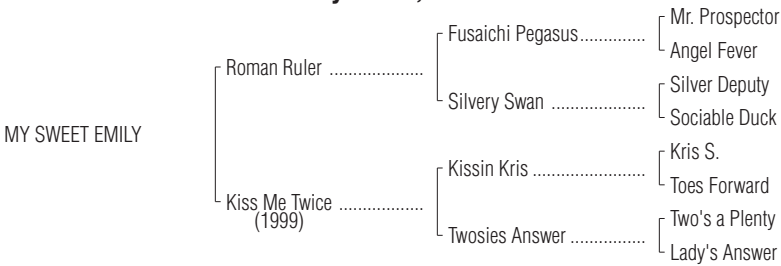 Mr. Prospector
Fusaichi Pegasus..............
Angel Fever
Roman Ruler ....................
Silver Deputy
Silvery Swan ....................
Sociable Duck
MY SWEET EMILY
Kris S.
Kissin Kris ........................
Toes Forward
Kiss Me Twice ..................
(1999)
Two's a Plenty
Twosies Answer ................
Lady's Answer